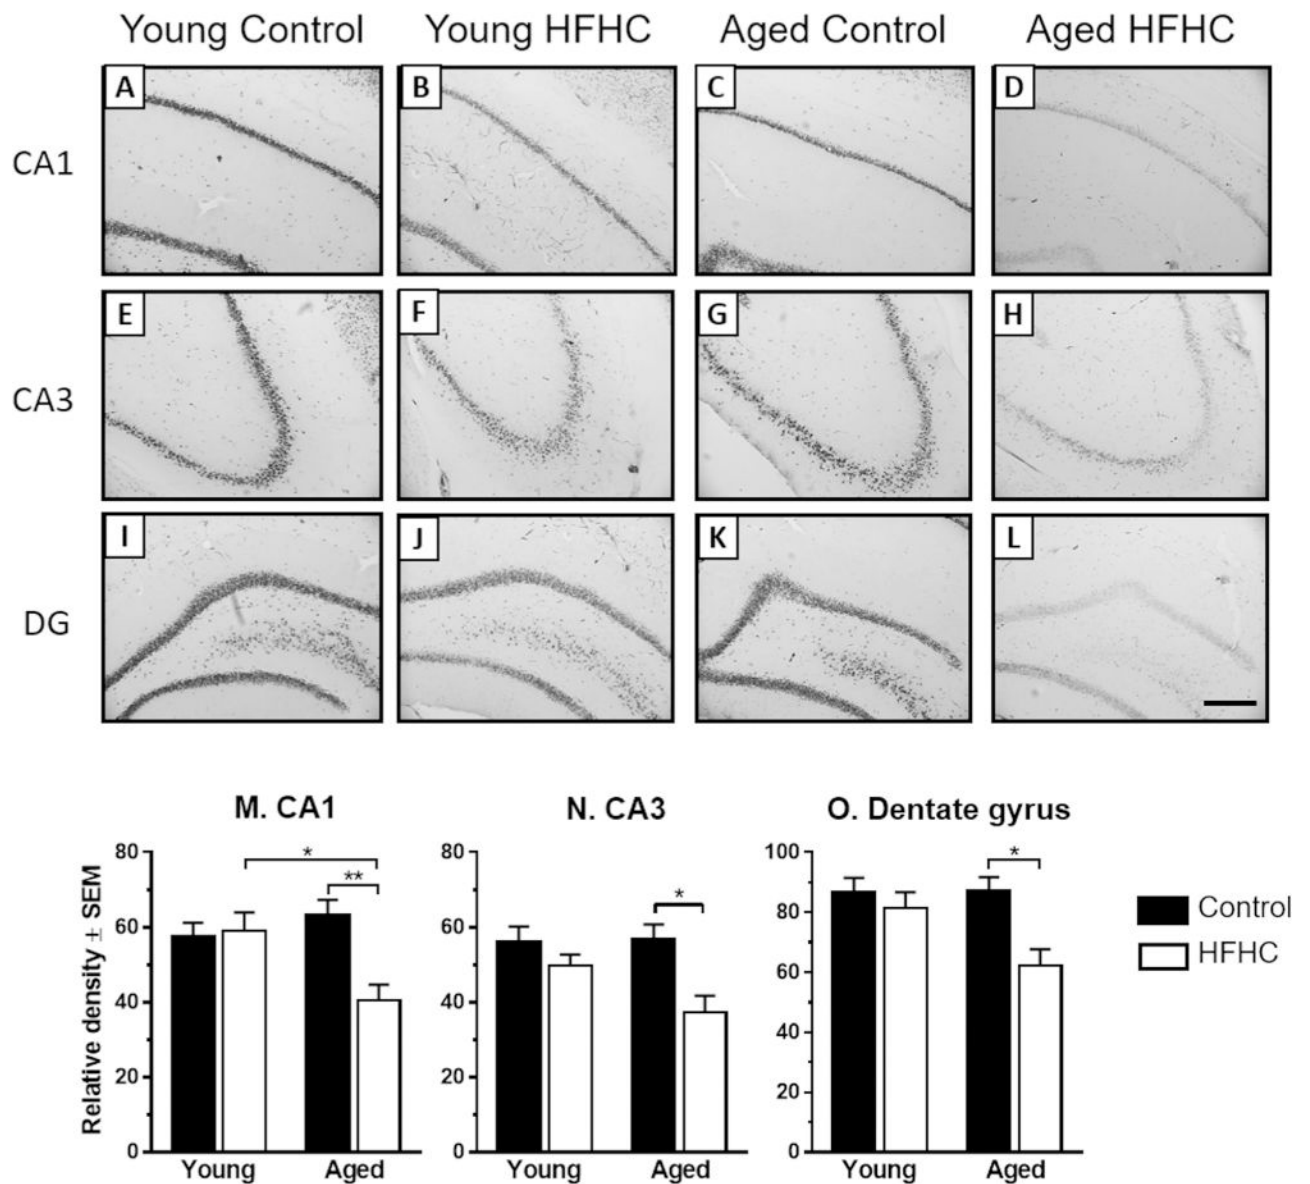 Young Control Young HFHC Aged Control Aged HFHC
A B C D
CA1
E F G H
CA3
I J K L
DG
M. CA1 N. CA3 O. Dentate gyrus
Relative density ± SEM
80 80 100
* ** * *
60 60 80
40 40 60
20 20 40
0 0 20
0
Young Aged Young Aged Young Aged
Control
HFHC